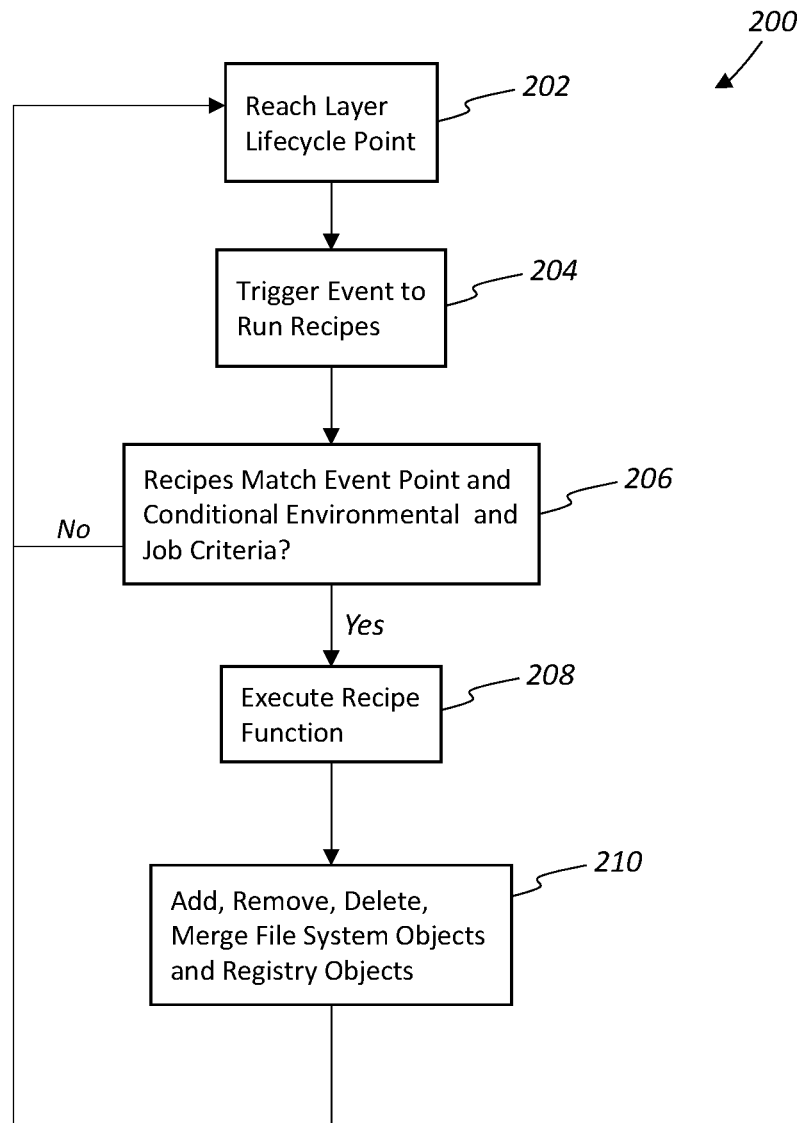 200
Reach Layer
Lifecycle Point
202
Trigger Event to
Run Recipes
204
Recipes Match Event Point and
Conditional Environmental and
Job Criteria?
206
No
Yes
Execute Recipe
Function
208
Add, Remove, Delete,
Merge File System Objects
and Registry Objects
210